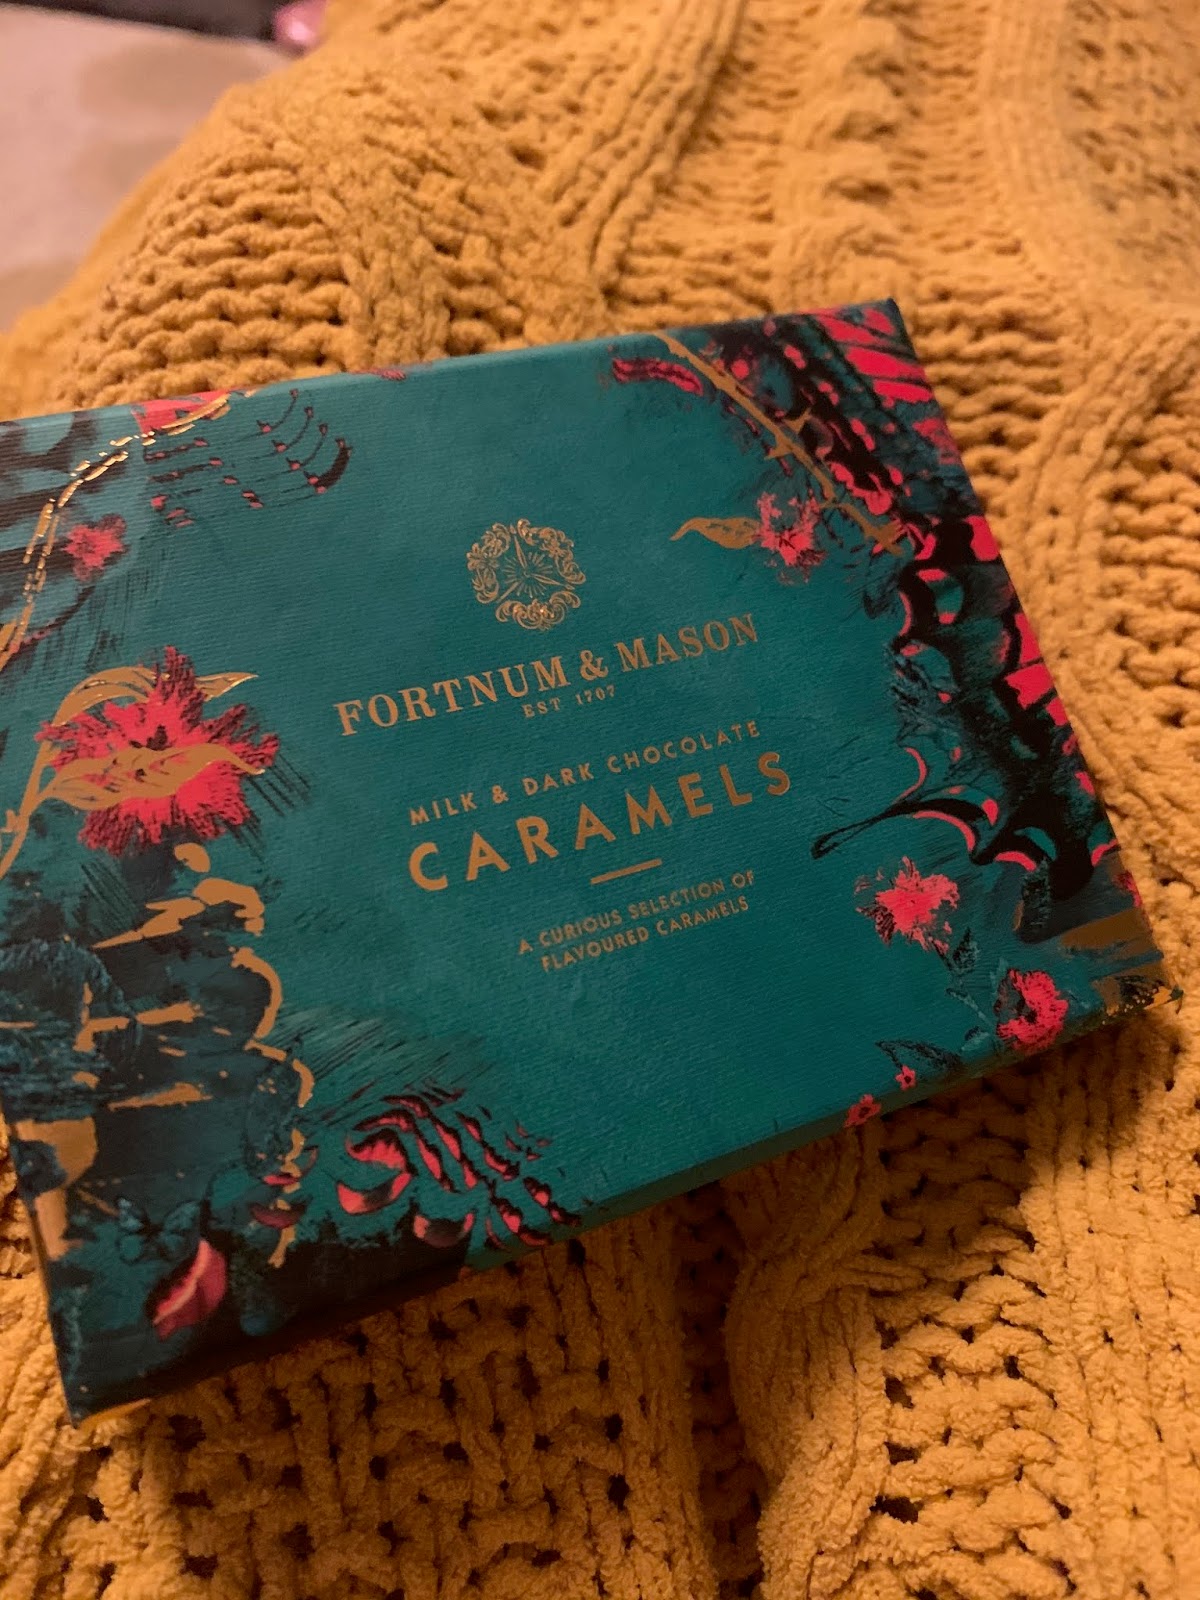 FORTNUM & MASON
EST 1707
MILK & DARK CHOCOLATE
CARAMELS
A CURIOUS SELECTION OF
FLAVOURED CARAMELS